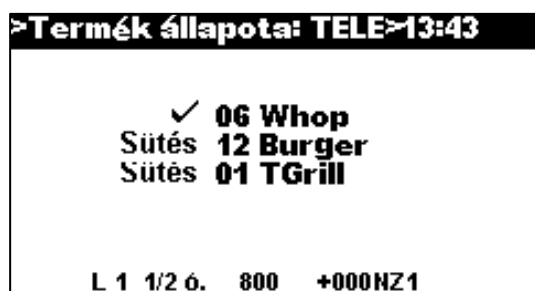 >Termék állapota: TELE>13:43
✓ 06 Whop
Sütés 12 Burger
Sütés 01 TGrill
L 1 1/2 ó. 800 +000NZ1